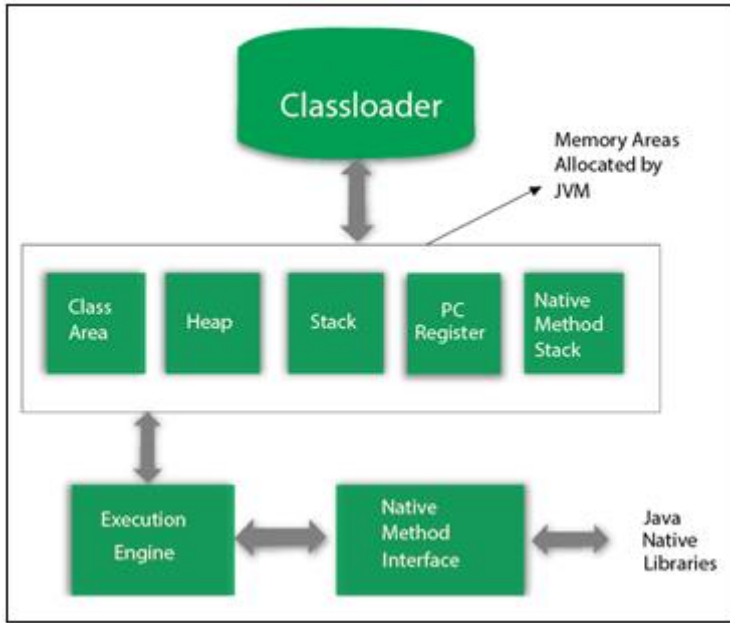 Classloader
Memory Areas
Allocated by
JVM
Class
Area
Heap
Stack
PC
Register
Native
Method
Stack
Execution
Engine
Native
Method
Interface
Java
Native
Libraries